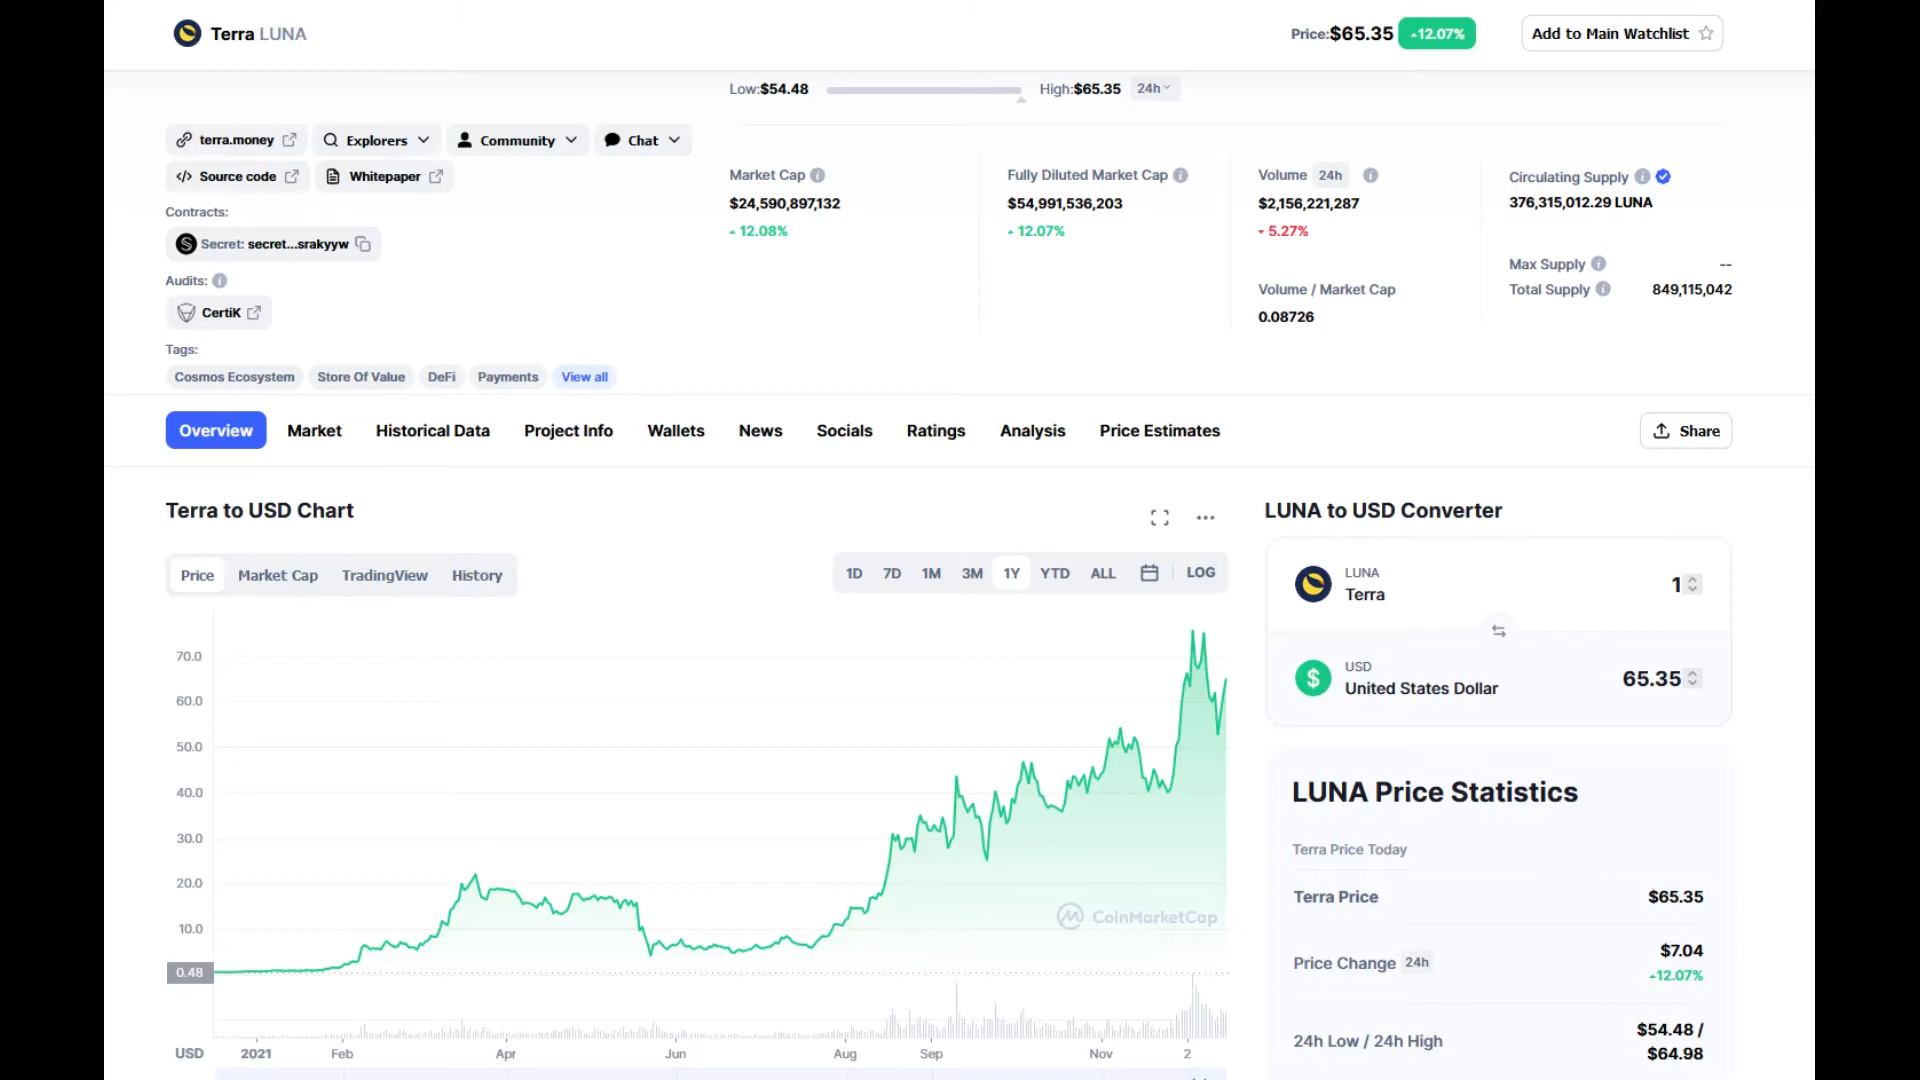 Terra LUNA
Price:$65.35 12.07%
Add to Main Watchlist
Low:$54.48 High:$65.35 24h
terra.money Explorers Community Chat
Source code Whitepaper
Contracts:
Secret: secret...srakyyw
Audits:
CertiK
Tags:
Cosmos Ecosystem Store Of Value DeFi Payments View all
Market Cap
$24,590,897,132
12.08%
Fully Diluted Market Cap
$54,991,536,203
12.07%
Volume 24h
$2,156,221,287
5.27%
Volume / Market Cap
0.08726
Circulating Supply
376,315,012.29 LUNA
Max Supply --
Total Supply 849,115,042
Overview Market Historical Data Project Info Wallets News Socials Ratings Analysis Price Estimates Share
Terra to USD Chart
Price Market Cap TradingView History
1D 7D 1M 3M 1Y YTD ALL LOG
70.0
60.0
50.0
40.0
30.0
20.0
10.0
0.48
CoinMarketCap
USD 2021 Feb Apr Jun Aug Sep Nov 2
LUNA to USD Converter
LUNA
Terra
1
USD
United States Dollar
65.35
LUNA Price Statistics
Terra Price Today
Terra Price $65.35
Price Change 24h $7.04
12.07%
24h Low / 24h High $54.48 /
$64.98